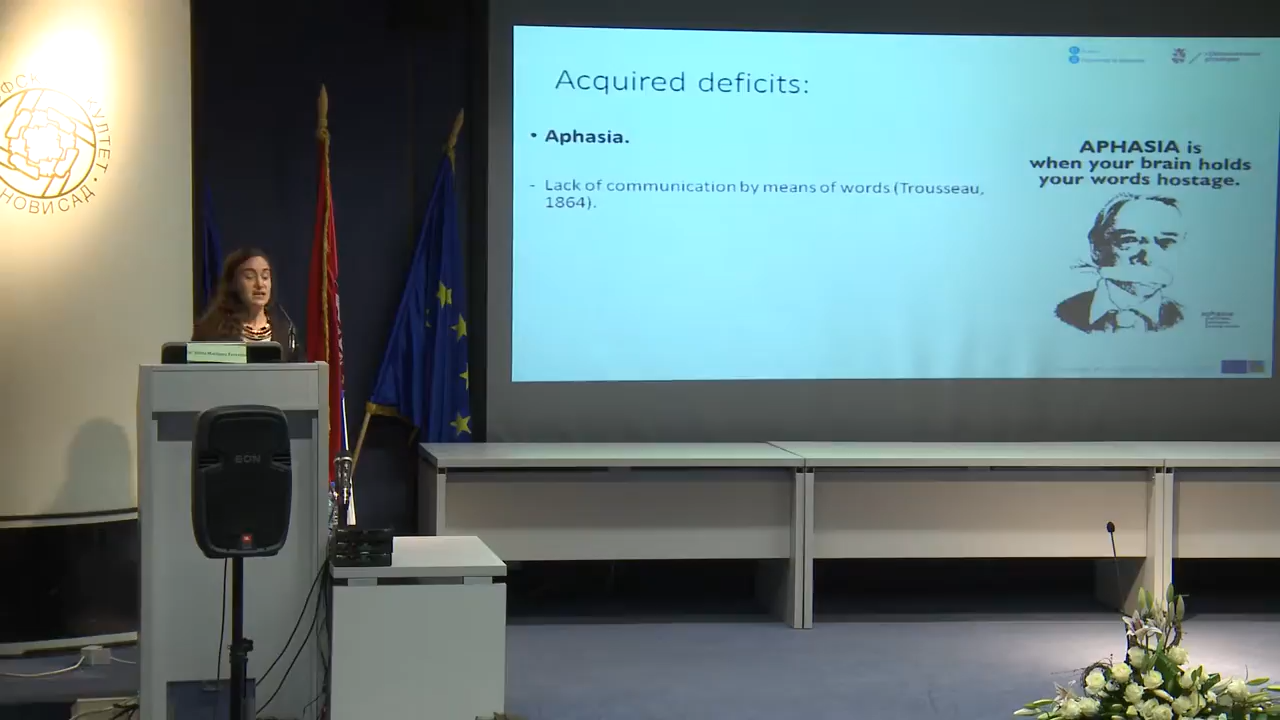 Acquired deficits:
• Aphasia.
- Lack of communication by means of words (Trousseau,
1864).
APHASIA is
when your brain holds
your words hostage.
НОВИ САД
EON